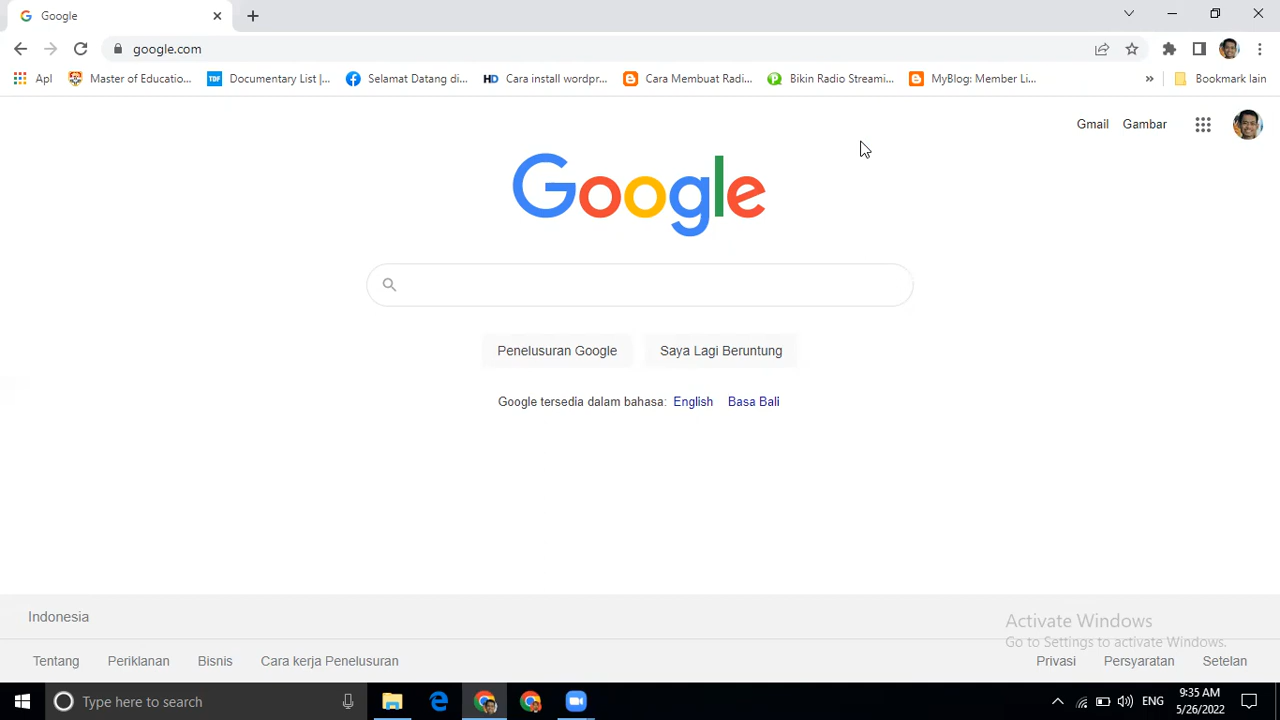 Google
google.com
Apl Master of Educatio... Documentary List |... Selamat Datang di... HD Cara install wordpr... Cara Membuat Radi... Bikin Radio Streami... MyBlog: Member Li... » Bookmark lain
Gmail Gambar
Google
Penelusuran Google Saya Lagi Beruntung
Google tersedia dalam bahasa: English Basa Bali
Indonesia
Activate Windows
Go to Settings to activate Windows.
Tentang Periklanan Bisnis Cara kerja Penelusuran Privasi Persyaratan Setelan
Type here to search
ENG
9:35 AM
5/26/2022